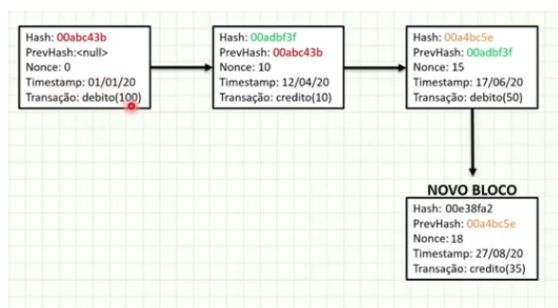 Hash: 00abc43b
PrevHash:<null>
Nonce: 0
Timestamp: 01/01/20
Transação: debito(100)
Hash: 00adbf3f
PrevHash: 00abc43b
Nonce: 10
Timestamp: 12/04/20
Transação: credito(10)
Hash: 00a4bc5e
PrevHash: 00adbf3f
Nonce: 15
Timestamp: 17/06/20
Transação: debito(50)
NOVO BLOCO
Hash: 00e38fa2
PrevHash: 00a4bc5e
Nonce: 18
Timestamp: 27/08/20
Transação: credito(35)